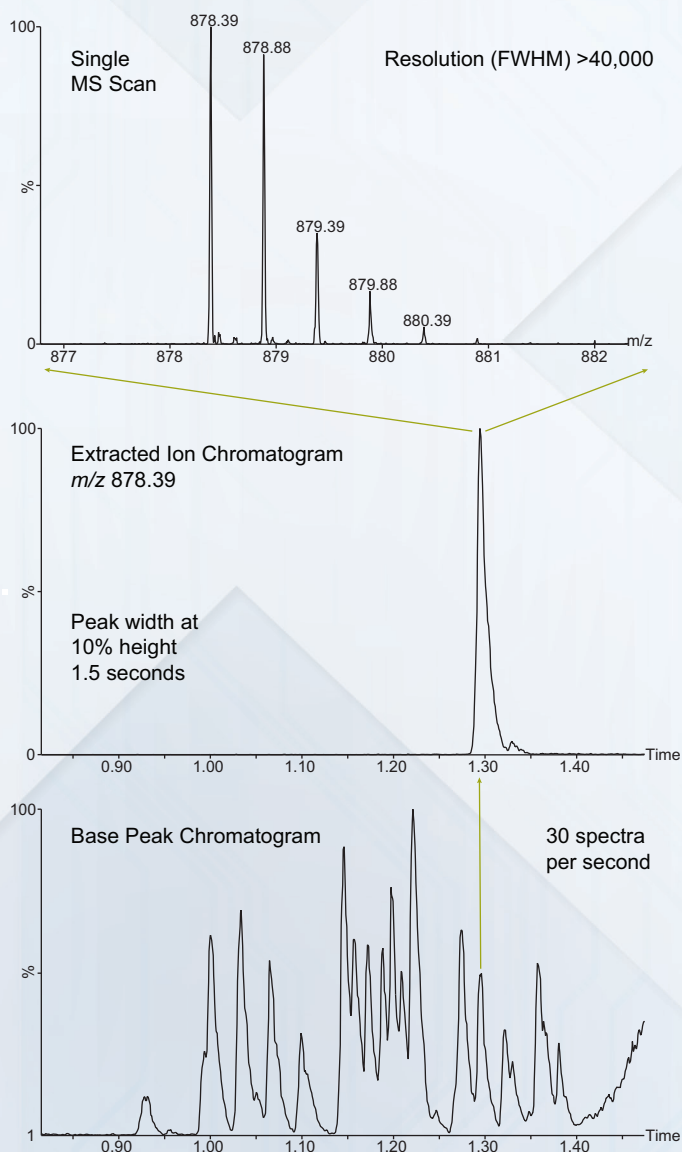 100
878.39
878.88
Single
MS Scan
Resolution (FWHM) >40,000
%
879.39
879.88
880.39
0
m/z
877 878 879 880 881 882
100
Extracted Ion Chromatogram
m/z 878.39
%
Peak width at
10% height
1.5 seconds
0
Time
0.90 1.00 1.10 1.20 1.30 1.40
100
Base Peak Chromatogram
30 spectra
per second
%
1
Time
0.90 1.00 1.10 1.20 1.30 1.40